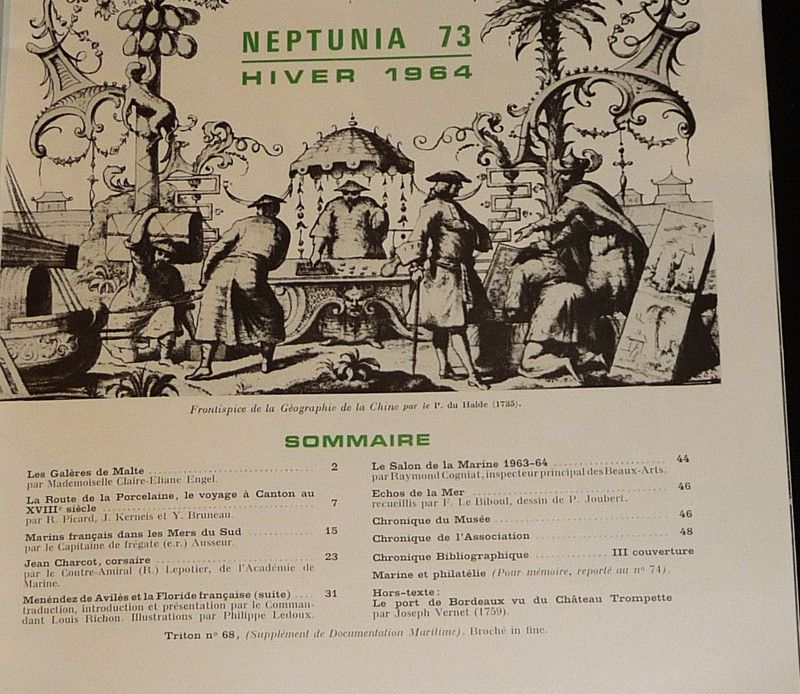 NEPTUNIA 73
HIVER 1964
Frontispice de la Géographie de la Chine par le P. du Halde (1735).
SOMMAIRE
Les Galères de Malte .......... 2
par Mademoiselle Claire-Eliane Engel.
La Route de la Porcelaine, le voyage à Canton au
XVIIIe siècle .......... 7
par R. Picard, J. Kerneis et Y. Bruneau.
Marins français dans les Mers du Sud .......... 15
par le Capitaine de frégate (e.r.) Ausseur.
Jean Charcot, corsaire .......... 23
par le Contre-Amiral (R.) Lepotier, de l'Académie de
Marine.
Menéndez de Avilès et la Floride française (suite) .... 31
traduction, introduction et présentation par le Comman-
dant Louis Richon. Illustrations par Philippe Ledoux.
Le Salon de la Marine 1963-64 .......... 44
par Raymond Cogniat, inspecteur principal des Beaux-Arts.
Echos de la Mer .......... 46
recueillis par F. Le Biboul, dessin de P. Joubert.
Chronique du Musée .......... 46
Chronique de l'Association .......... 48
Chronique Bibliographique .......... III couverture
Marine et philatélie (Pour mémoire, reporté au n° 74).
Hors-texte:
Le port de Bordeaux vu du Château Trompette
par Joseph Vernet (1759).
Triton n° 68, (Supplément de Documentation Maritime). Broché in fine.